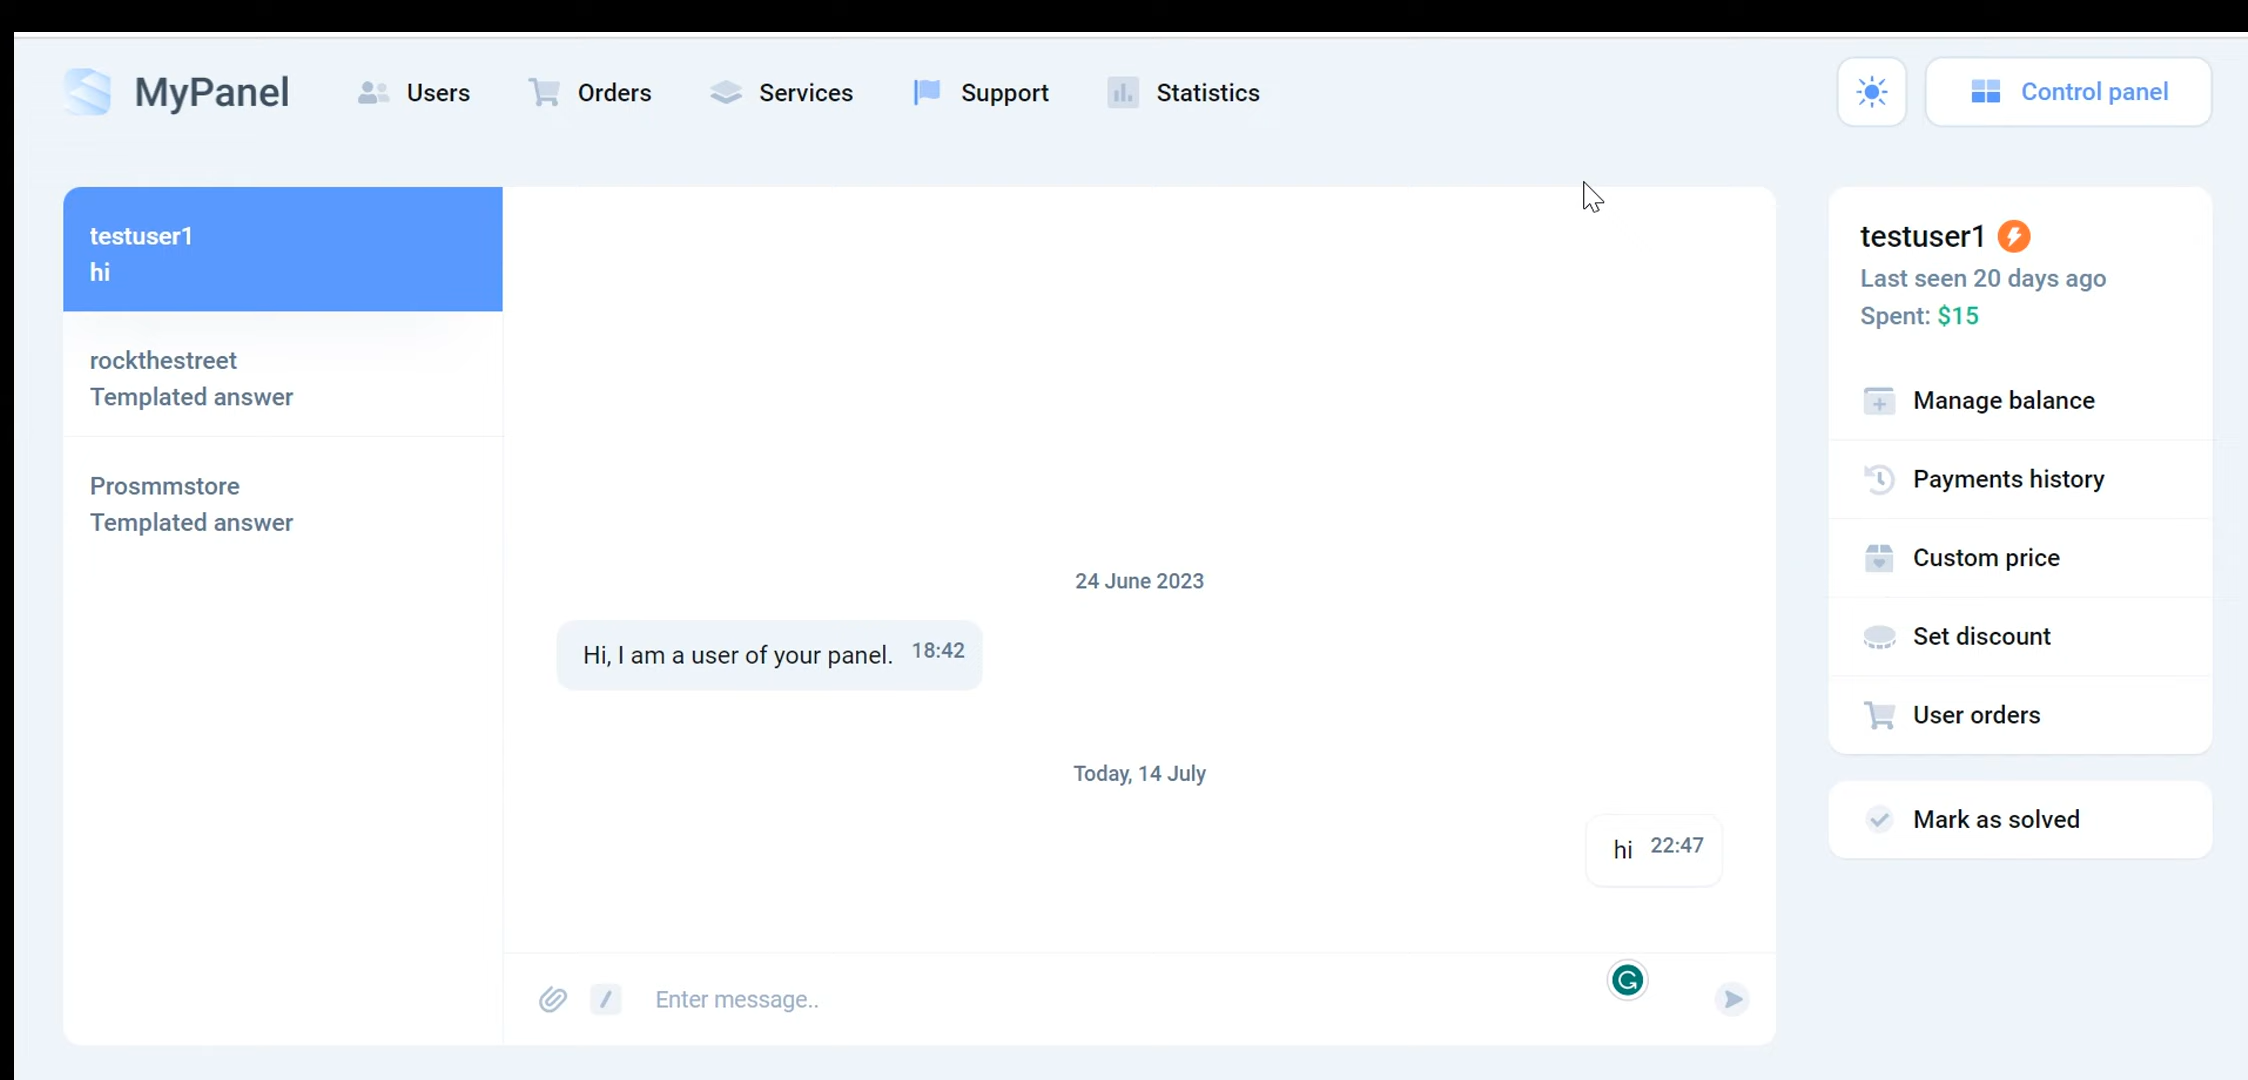 MyPanel
Users
Orders
Services
Support
Statistics
Control panel
testuser1
hi
rockthestreet
Templated answer
Prosmmstore
Templated answer
24 June 2023
Hi, I am a user of your panel. 18:42
Today, 14 July
hi 22:47
/
Enter message..
testuser1
Last seen 20 days ago
Spent: $15
Manage balance
Payments history
Custom price
Set discount
User orders
Mark as solved